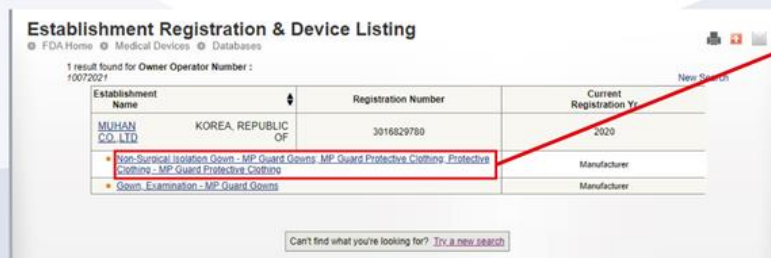 Establishment Registration & Device Listing
FDA Home Medical Devices Databases
1 result found for Owner Operator Number :
10072021
New Search
Establishment Name Registration Number Current Registration Yr
MUHAN CO.,LTD KOREA, REPUBLIC OF 3016829780 2020
Non-Surgical Isolation Gown - MP Guard Gowns; MP Guard Protective Clothing; Protective
Clothing - MP Guard Protective Clothing Manufacturer
Gown, Examination - MP Guard Gowns Manufacturer
Can't find what you're looking for? Try a new search